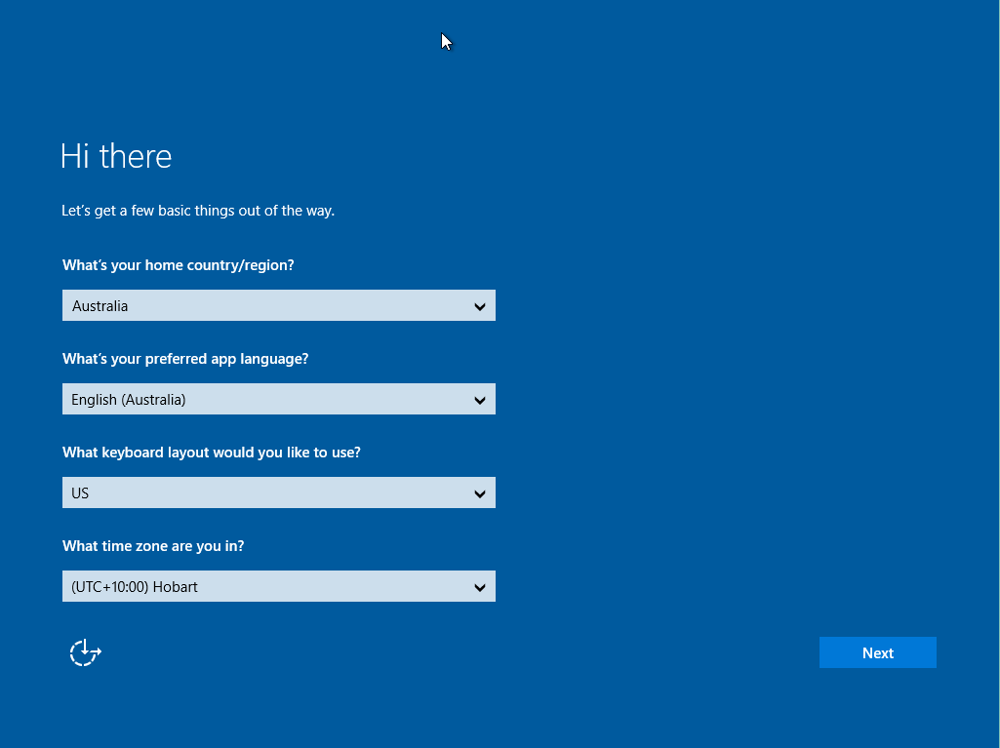 Hi there
Let’s get a few basic things out of the way.
What’s your home country/region?
Australia
What’s your preferred app language?
English (Australia)
What keyboard layout would you like to use?
US
What time zone are you in?
(UTC+10:00) Hobart
Next